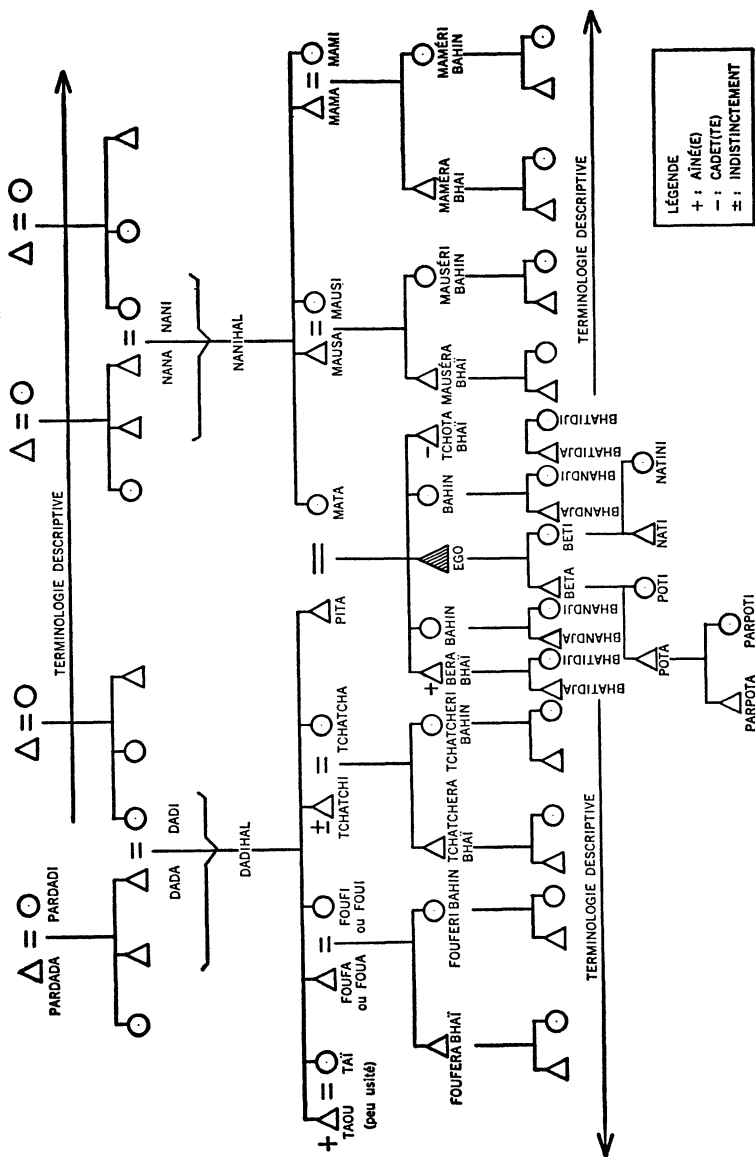 TERMINOLOGIE DESCRIPTIVE
PARDADA
PARDADI
DADA
DADI
NANA
NANI
DADIHAL
NANIHAL
+
TAOU
(peu usité)
TAÏ
FOUFA
ou FOUA
FOUFI
ou FOUI
±
TCHATCHI
TCHATCHA
PITA
MATA
MAUSA
MAUSI
MAMA
MAMI
FOUFERA BHAÏ
FOUFERI BAHIN
TCHATCHERA
BHAÏ
TCHATCHERI
BAHIN
+
BERA
BHAÏ
BAHIN
EGO
BAHIN
-
TCHOTA
BHAÏ
MAUSÉRA
BHAÏ
MAUSÉRI
BAHIN
MAMÉRA
BHAI
MAMÉRI
BAHIN
BHATIDJA
BHATIDJI
BHANDJA
BHANDJI
BETA
BETI
BHANDJA
BHANDJI
BHATIDJA
BHATIDJI
POTA
POTI
NATI
NATINI
PARPOTA
PARPOTI
TERMINOLOGIE DESCRIPTIVE
TERMINOLOGIE DESCRIPTIVE
LÉGENDE
+ : AÎNÉ(E)
- : CADET(TE)
± : INDISTINCTEMENT